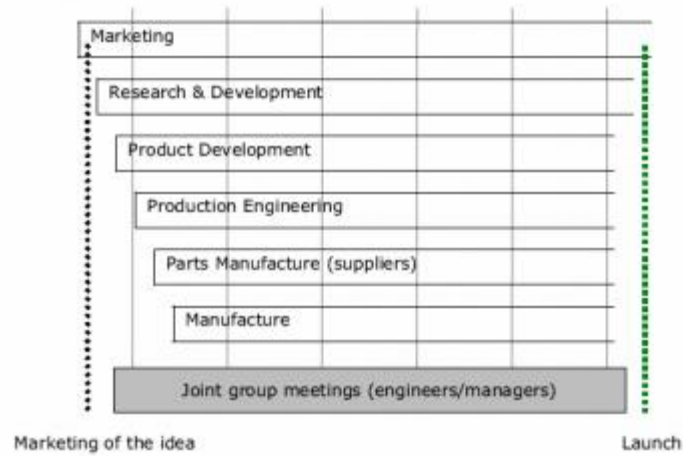 Marketing
Research & Development
Product Development
Production Engineering
Parts Manufacture (suppliers)
Manufacture
Joint group meetings (engineers/managers)
Marketing of the idea
Launch